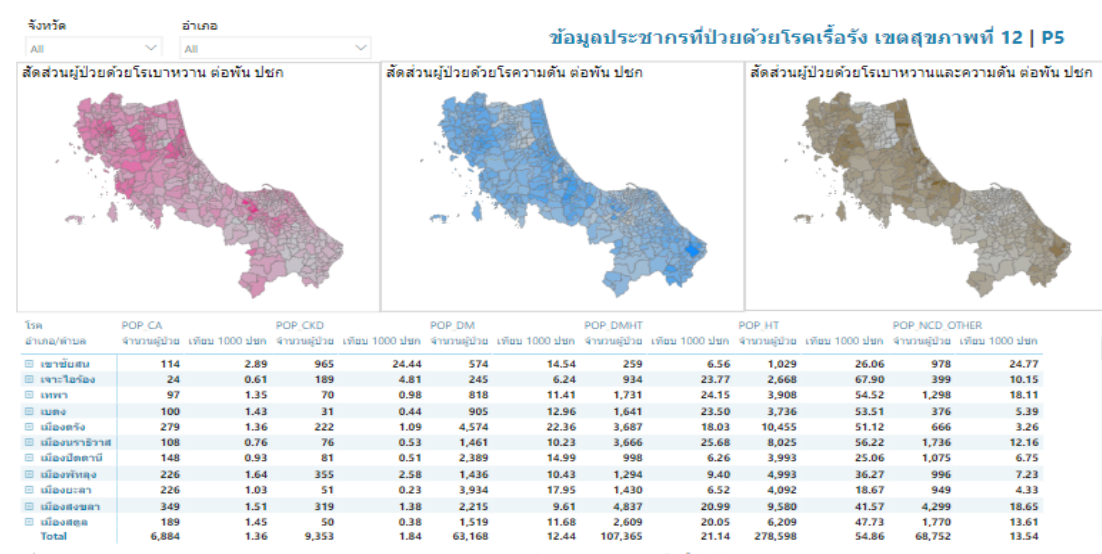 จังหวัด อำเภอ
All All
ข้อมูลประชากรที่ป่วยด้วยโรคเรื้อรัง เขตสุขภาพที่ 12 | P5
สัดส่วนผู้ป่วยด้วยโรเบาหวาน ต่อพัน ปชก
สัดส่วนผู้ป่วยด้วยโรความดัน ต่อพัน ปชก
สัดส่วนผู้ป่วยด้วยโรเบาหวานและความดัน ต่อพัน ปชก
โรค POP_CA POP_CKD POP_DM POP_DMHT POP_HT POP_NCD_OTHER
อำเภอ/ตำบล จำนวนผู้ป่วย เทียบ 1000 ปชก จำนวนผู้ป่วย เทียบ 1000 ปชก จำนวนผู้ป่วย เทียบ 1000 ปชก จำนวนผู้ป่วย เทียบ 1000 ปชก จำนวนผู้ป่วย เทียบ 1000 ปชก จำนวนผู้ป่วย เทียบ 1000 ปชก
เขาชัยสน 114 2.89 965 24.44 574 14.54 259 6.56 1,029 26.06 978 24.77
เจาะไอร้อง 24 0.61 189 4.81 245 6.24 934 23.77 2,668 67.90 399 10.15
เทพา 97 1.35 70 0.98 818 11.41 1,731 24.15 3,908 54.52 1,298 18.11
เบตง 100 1.43 31 0.44 905 12.96 1,641 23.50 3,736 53.51 376 5.39
เมืองตรัง 279 1.36 222 1.09 4,574 22.36 3,687 18.03 10,455 51.12 666 3.26
เมืองนราธิวาส 108 0.76 76 0.53 1,461 10.23 3,666 25.68 8,025 56.22 1,736 12.16
เมืองปัตตานี 148 0.93 81 0.51 2,389 14.99 998 6.26 3,993 25.06 1,075 6.75
เมืองพัทลุง 226 1.64 355 2.58 1,436 10.43 1,294 9.40 4,993 36.27 996 7.23
เมืองยะลา 226 1.03 51 0.23 3,934 17.95 1,430 6.52 4,092 18.67 949 4.33
เมืองสงขลา 349 1.51 319 1.38 2,215 9.61 4,837 20.99 9,580 41.57 4,299 18.65
เมืองสตูล 189 1.45 50 0.38 1,519 11.68 2,609 20.05 6,209 47.73 1,770 13.61
Total 6,884 1.36 9,353 1.84 63,168 12.44 107,365 21.14 278,598 54.86 68,752 13.54